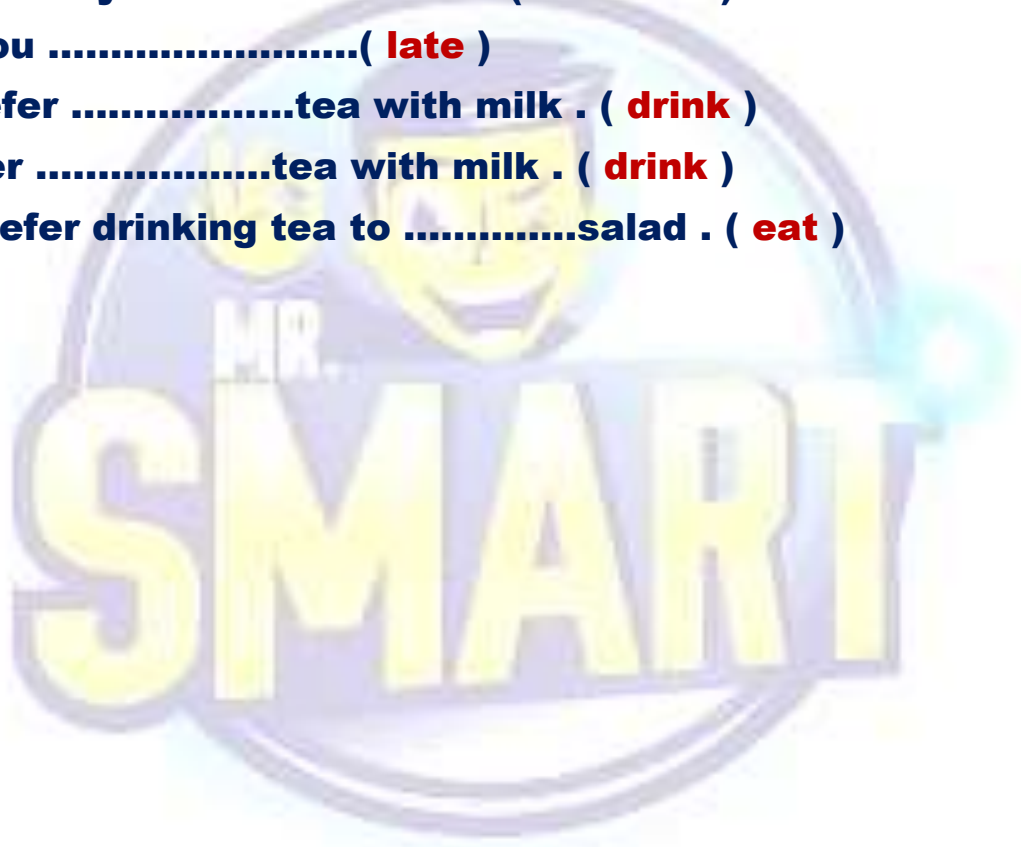 ou .........................( late )
efer ..................tea with milk . ( drink )
er ...................tea with milk . ( drink )
efer drinking tea to ..............salad . ( eat )
MR.
SMART